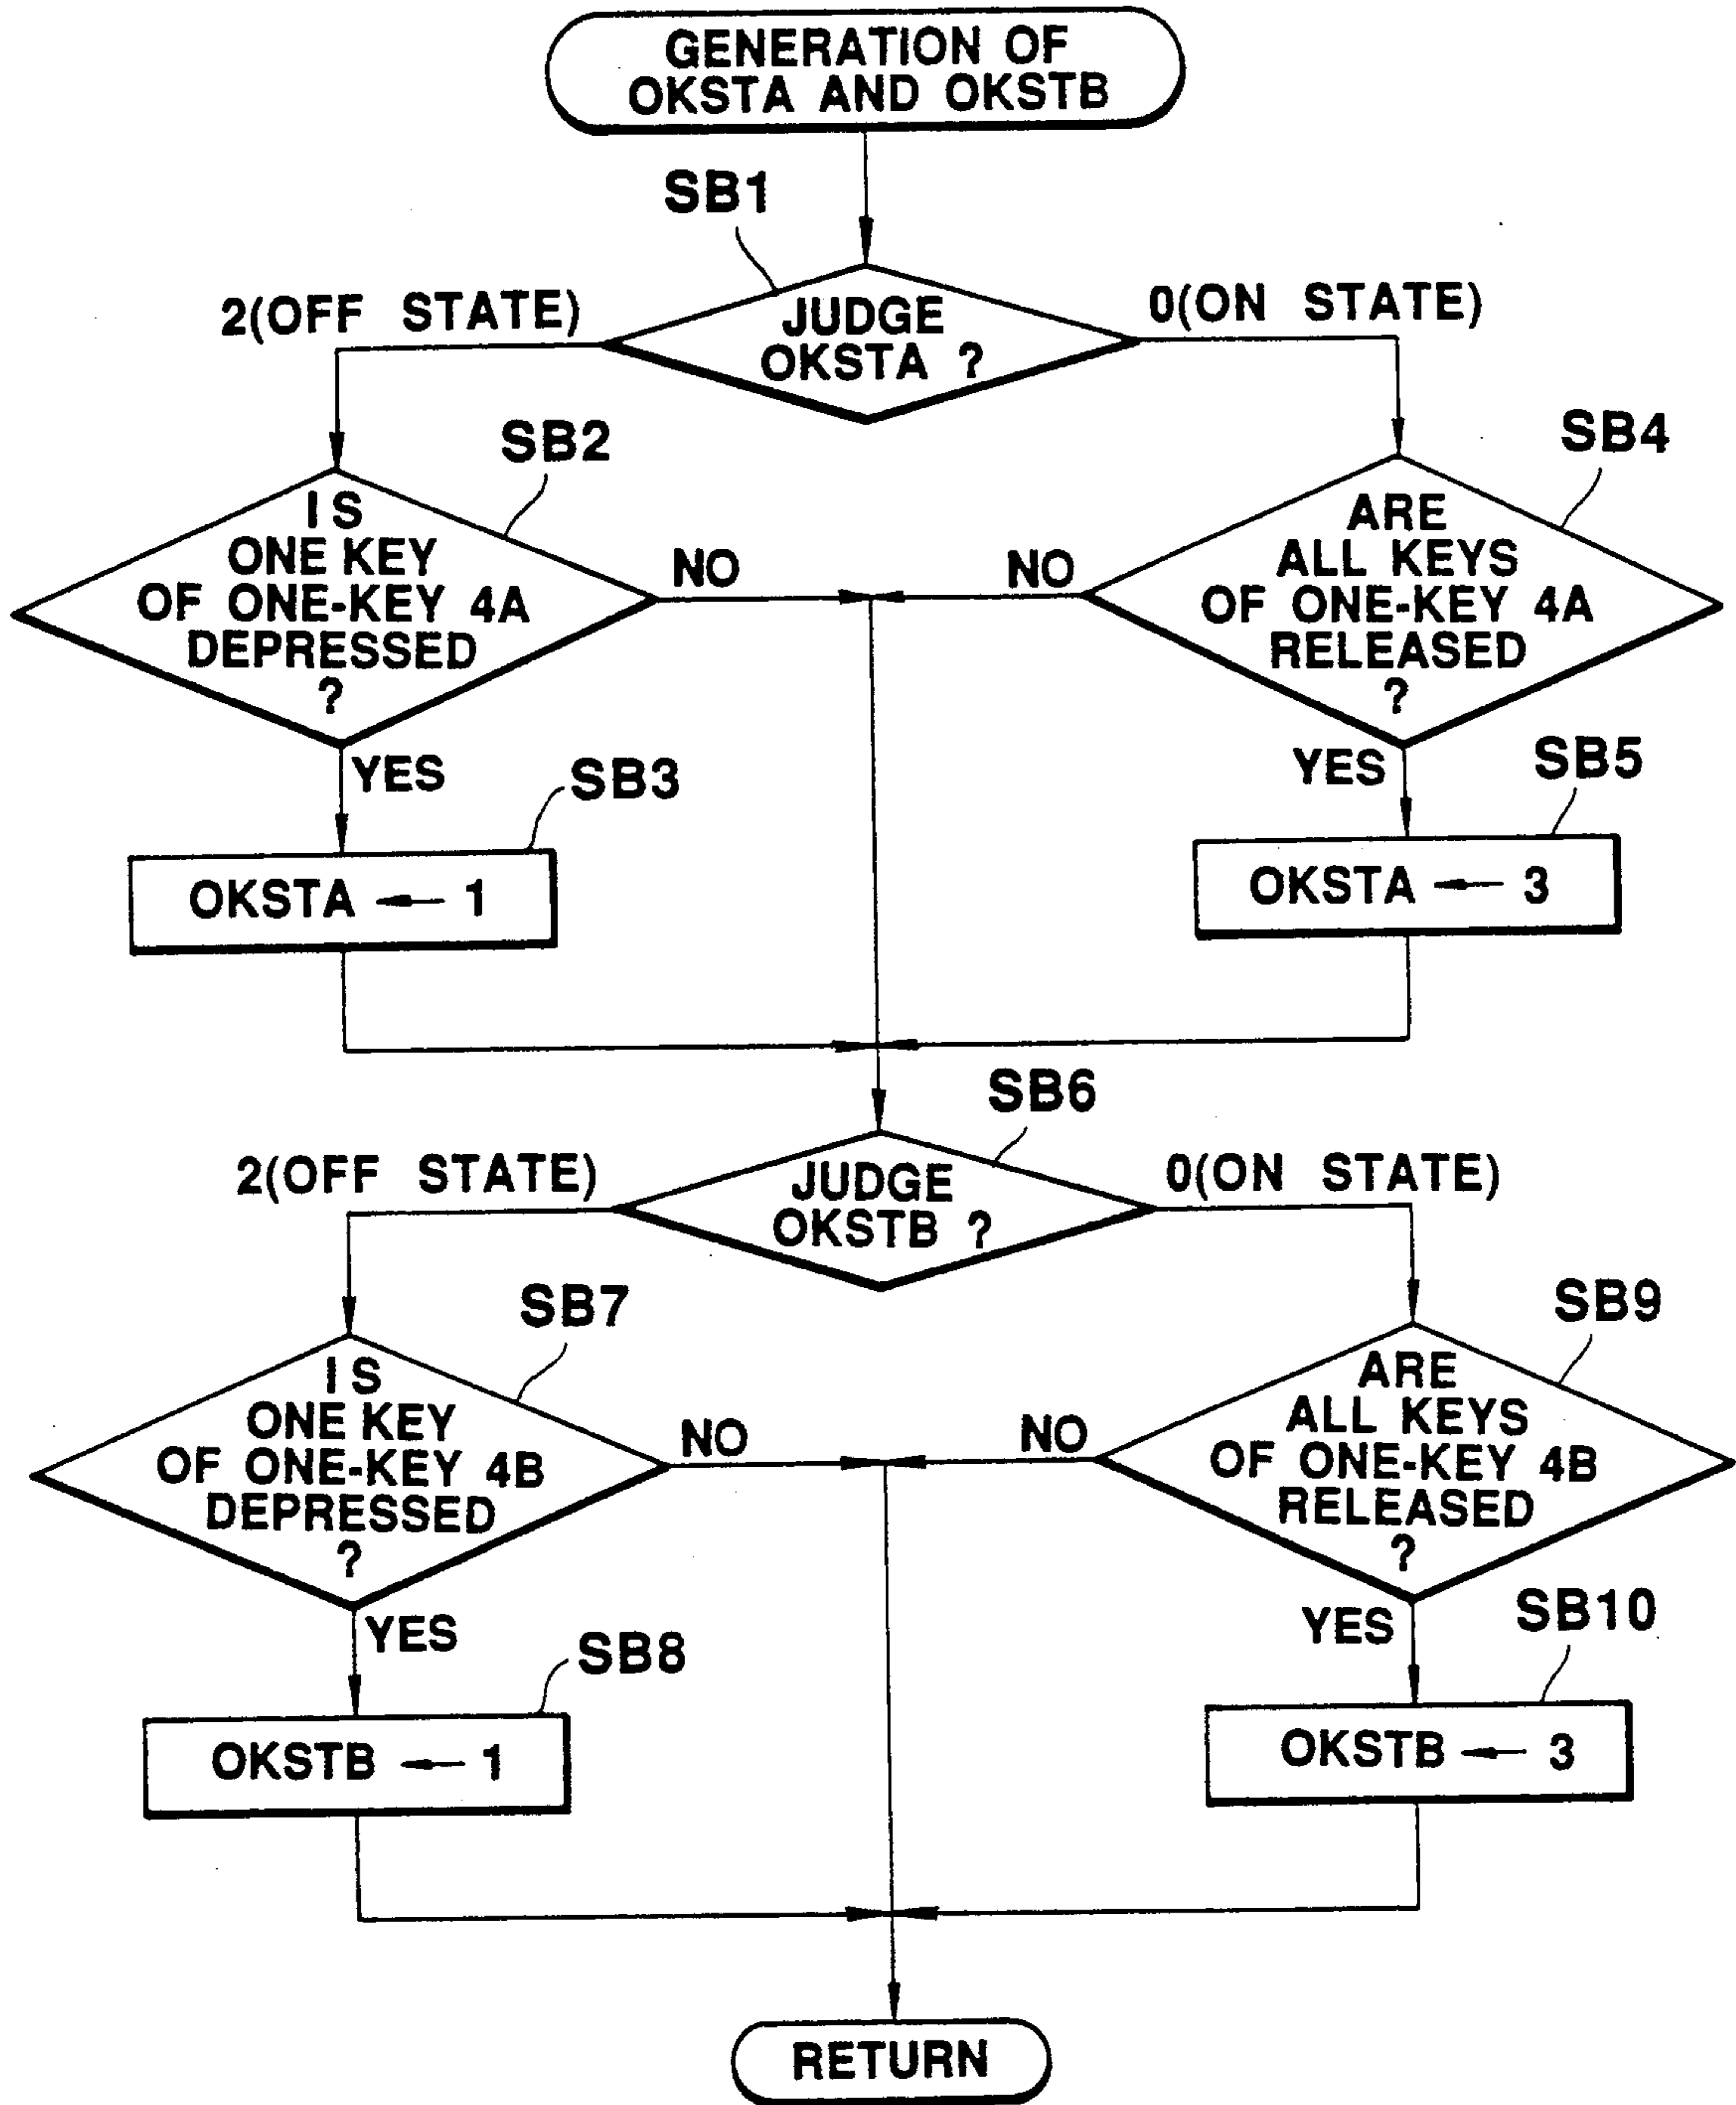 GENERATION OF
OKSTA AND OKSTB
SB1
2(OFF STATE)
JUDGE
OKSTA ?
0(ON STATE)
SB2
IS
ONE KEY
OF ONE-KEY 4A
DEPRESSED
?
NO
NO
SB4
ARE
ALL KEYS
OF ONE-KEY 4A
RELEASED
?
YES
SB3
OKSTA ← 1
YES
SB5
OKSTA ← 3
SB6
2(OFF STATE)
JUDGE
OKSTB ?
0(ON STATE)
SB7
IS
ONE KEY
OF ONE-KEY 4B
DEPRESSED
?
NO
NO
SB9
ARE
ALL KEYS
OF ONE-KEY 4B
RELEASED
?
YES
SB8
OKSTB ← 1
YES
SB10
OKSTB ← 3
RETURN